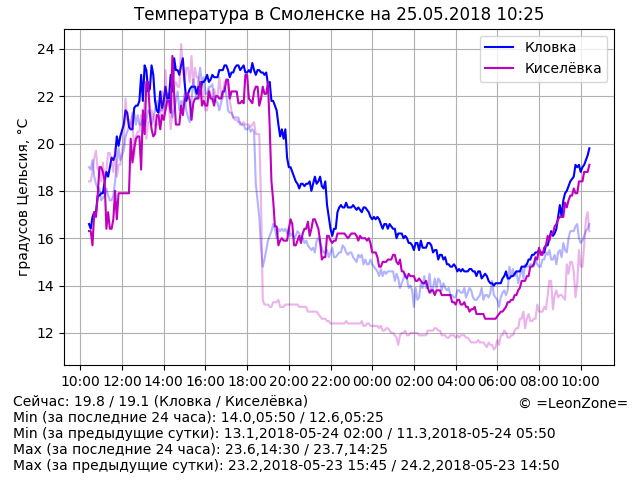 Температура в Смоленске на 25.05.2018 10:25
Кловка
Киселёвка
градусов Цельсия, °C
24
22
20
18
16
14
12
10:00 12:00 14:00 16:00 18:00 20:00 22:00 00:00 02:00 04:00 06:00 08:00 10:00
Сейчас: 19.8 / 19.1 (Кловка / Киселёвка)
© =LeonZone=
Min (за последние 24 часа): 14.0,05:50 / 12.6,05:25
Min (за предыдущие сутки): 13.1,2018-05-24 02:00 / 11.3,2018-05-24 05:50
Max (за последние 24 часа): 23.6,14:30 / 23.7,14:25
Max (за предыдущие сутки): 23.2,2018-05-23 15:45 / 24.2,2018-05-23 14:50